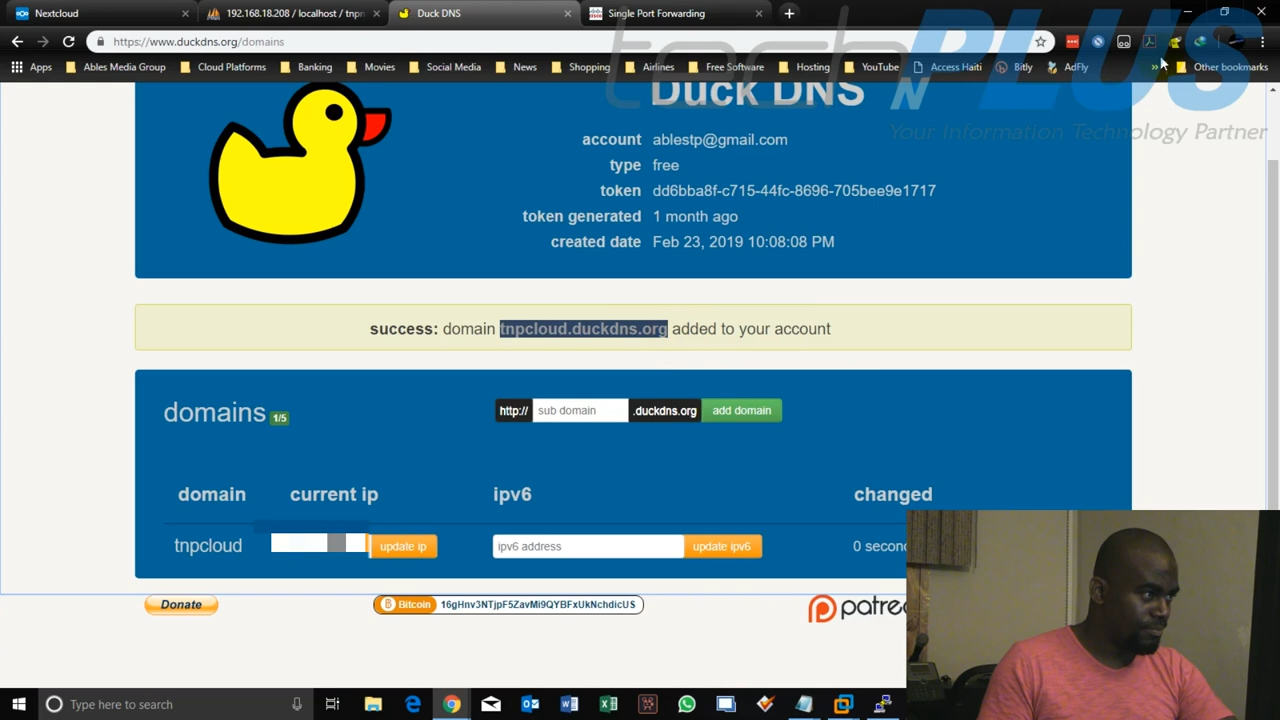 Nextcloud
192.168.18.208 / localhost / tnpn
Duck DNS
Single Port Forwarding
https://www.duckdns.org/domains
Apps
Ables Media Group
Cloud Platforms
Banking
Movies
Social Media
News
Shopping
Airlines
Free Software
Hosting
YouTube
Access Haiti
Bitly
AdFly
Other bookmarks
tech N PLUS
Your Information Technology Partner
Duck DNS
account ablestp@gmail.com
type free
token dd6bba8f-c715-44fc-8696-705bee9e1717
token generated 1 month ago
created date Feb 23, 2019 10:08:08 PM
success: domain tnpcloud.duckdns.org added to your account
domains 1/5
http:// sub domain .duckdns.org add domain
domain current ip ipv6 changed
tnpcloud update ip ipv6 address update ipv6 0 secon
Donate
Bitcoin 16gHnv3NTjpF5ZavMi9QYBFxUkNchdicUS
patre
Type here to search